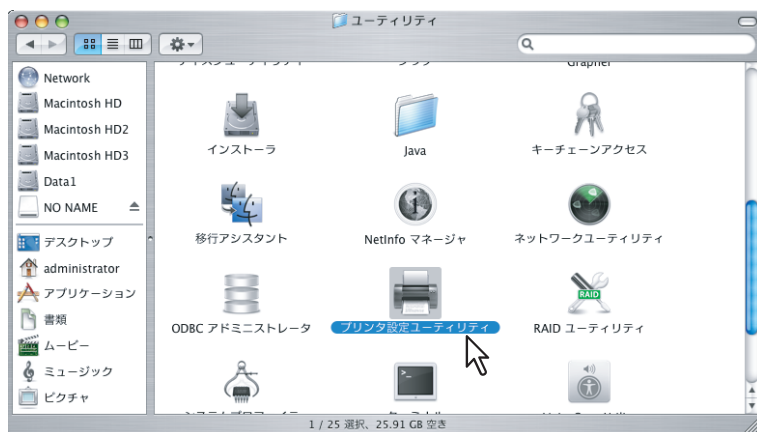 ユーティリティ
Network
Macintosh HD
Macintosh HD2
Macintosh HD3
Data1
NO NAME
デスクトップ
administrator
アプリケーション
書類
ムービー
ミュージック
ピクチャ
Grapher
インストーラ
Java
キーチェーンアクセス
移行アシスタント
NetInfo マネージャ
ネットワークユーティリティ
RAID
ODBC アドミニストレータ
プリンタ設定ユーティリティ
RAID ユーティリティ
1 / 25 選択、25.91 GB 空き